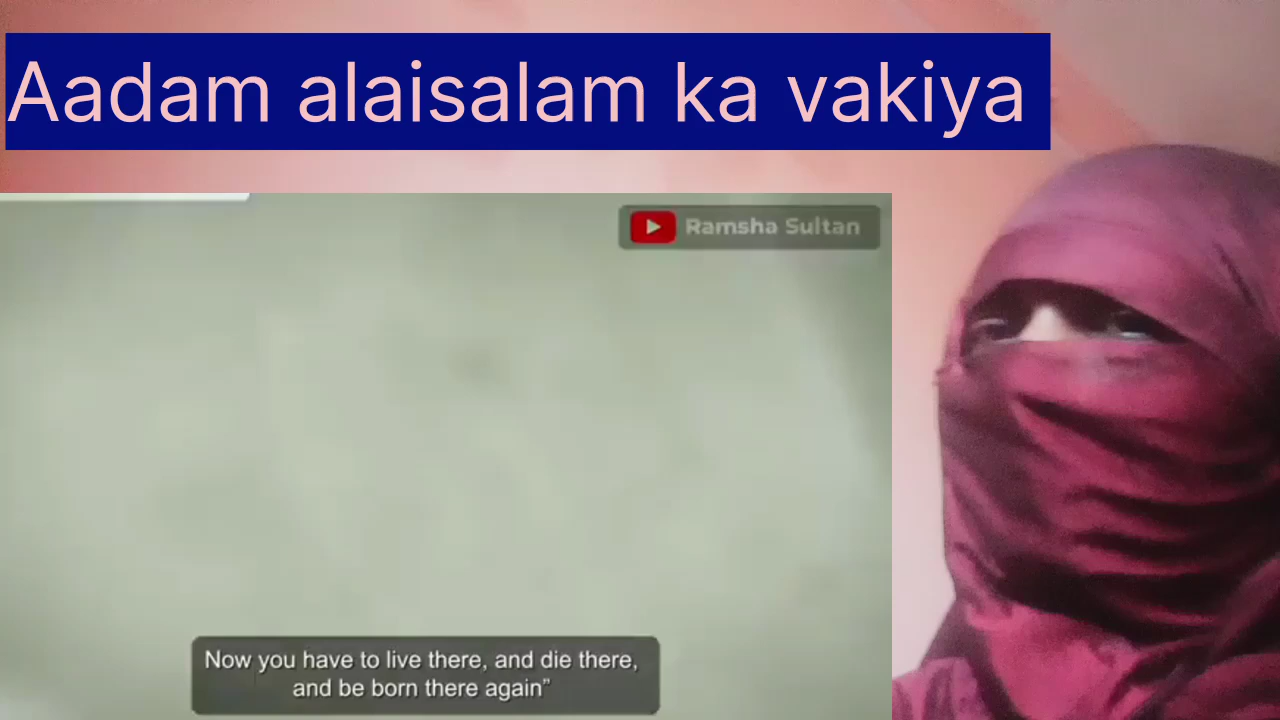 Aadam alaisalam ka vakiya
Ramsha Sultan
Now you have to live there, and die there,
and be born there again”